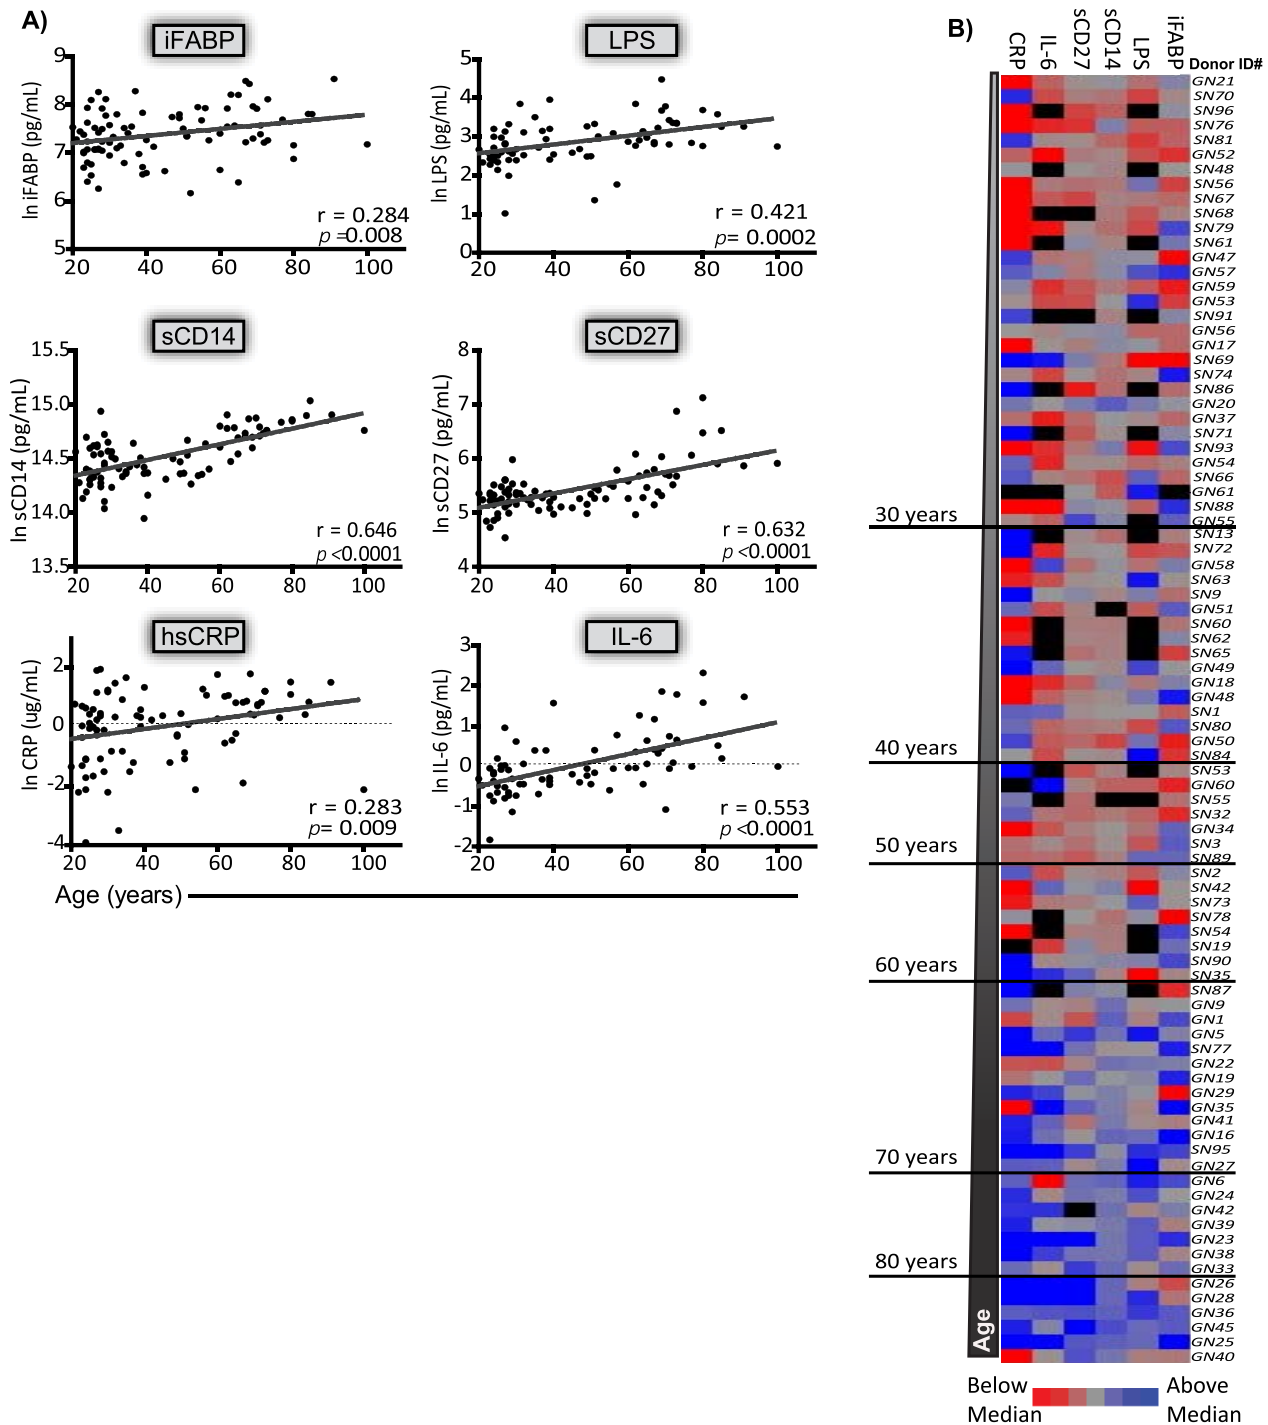 A)
iFABP
9
8
7
6
5
ln iFABP (pg/mL)
r = 0.284
p =0.008
20 40 60 80 100
LPS
5
4
3
2
1
0
ln LPS (pg/mL)
r = 0.421
p= 0.0002
20 40 60 80 100
sCD14
15.5
15.0
14.5
14.0
13.5
ln sCD14 (pg/mL)
r = 0.646
p <0.0001
20 40 60 80 100
sCD27
8
7
6
5
4
ln sCD27 (pg/mL)
r = 0.632
p <0.0001
20 40 60 80 100
hsCRP
2
0
-2
-4
ln CRP (ug/mL)
r = 0.283
p= 0.009
20 40 60 80 100
IL-6
3
2
1
0
-1
-2
ln IL-6 (pg/mL)
r = 0.553
p <0.0001
20 40 60 80 100
Age (years)
B)
CRP
IL-6
sCD27
sCD14
LPS
iFABP
Donor ID#
GN21
SN70
SN96
SN76
SN81
GN52
SN48
SN56
SN67
SN68
SN79
SN61
GN47
GN57
GN59
GN53
SN91
GN56
GN17
SN69
SN74
SN86
GN20
GN37
SN71
SN93
GN54
SN66
GN61
SN88
30 years
GN55
SN13
SN72
GN58
SN63
SN9
GN51
SN60
SN62
SN65
GN49
GN18
GN48
SN1
SN80
GN50
40 years
SN84
SN53
GN60
SN55
SN32
GN34
SN3
50 years
SN89
SN2
SN42
SN73
SN78
SN54
SN19
SN90
60 years
SN35
SN87
GN9
GN1
GN5
SN77
GN22
GN19
GN29
GN35
GN41
GN16
SN95
70 years
GN27
GN6
GN24
GN42
GN39
GN23
GN38
80 years
GN33
GN26
GN28
GN36
GN45
GN25
GN40
Age
Below
Median
Above
Median